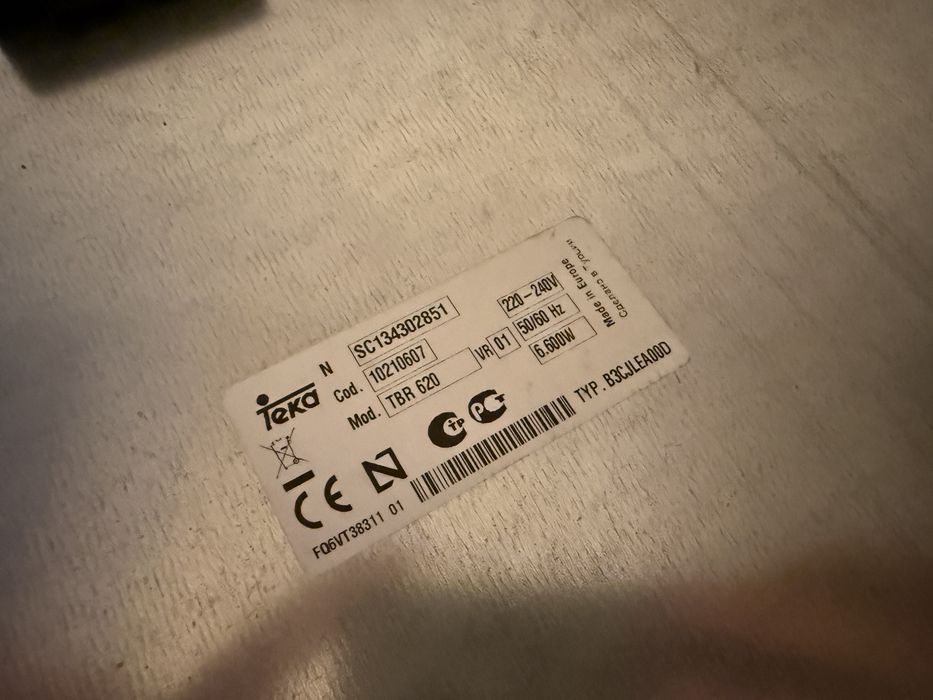 Teka
N SC134302851
Cod. 10210607
Mod. TBR 620 VR 01
220-240V
50/60 Hz
6.600W
Made in Europe
Сделано в
CE N
TYP. B3CJLEA00D
FQ6VT38311 01